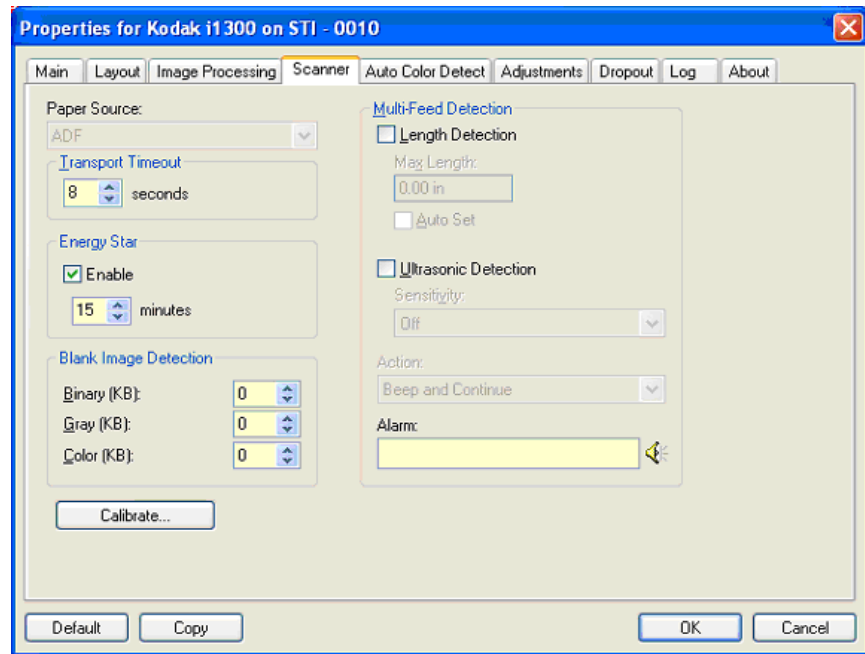 Properties for Kodak i1300 on STI - 0010
Main Layout Image Processing Scanner Auto Color Detect Adjustments Dropout Log About
Paper Source:
ADF
Transport Timeout
8 seconds
Energy Star
Enable
15 minutes
Blank Image Detection
Binary (KB): 0
Gray (KB): 0
Color (KB): 0
Calibrate...
Multi-Feed Detection
Length Detection
Max Length:
0.00 in
Auto Set
Ultrasonic Detection
Sensitivity:
Off
Action:
Beep and Continue
Alarm:
Default Copy OK Cancel